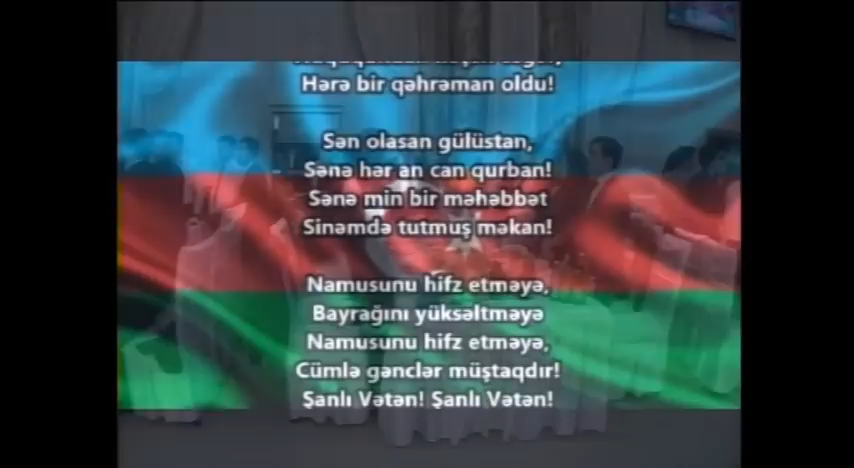 Hərə bir qəhrəman oldu!
Sən olasan gülüstan,
Sənə hər an can qurban!
Sənə min bir məhəbbət
Sinəmdə tutmuş məkan!
Namusunu hifz etməyə,
Bayrağını yüksəltməyə
Namusunu hifz etməyə,
Cümlə gənclər müştaqdır!
Şanlı Vətən! Şanlı Vətən!